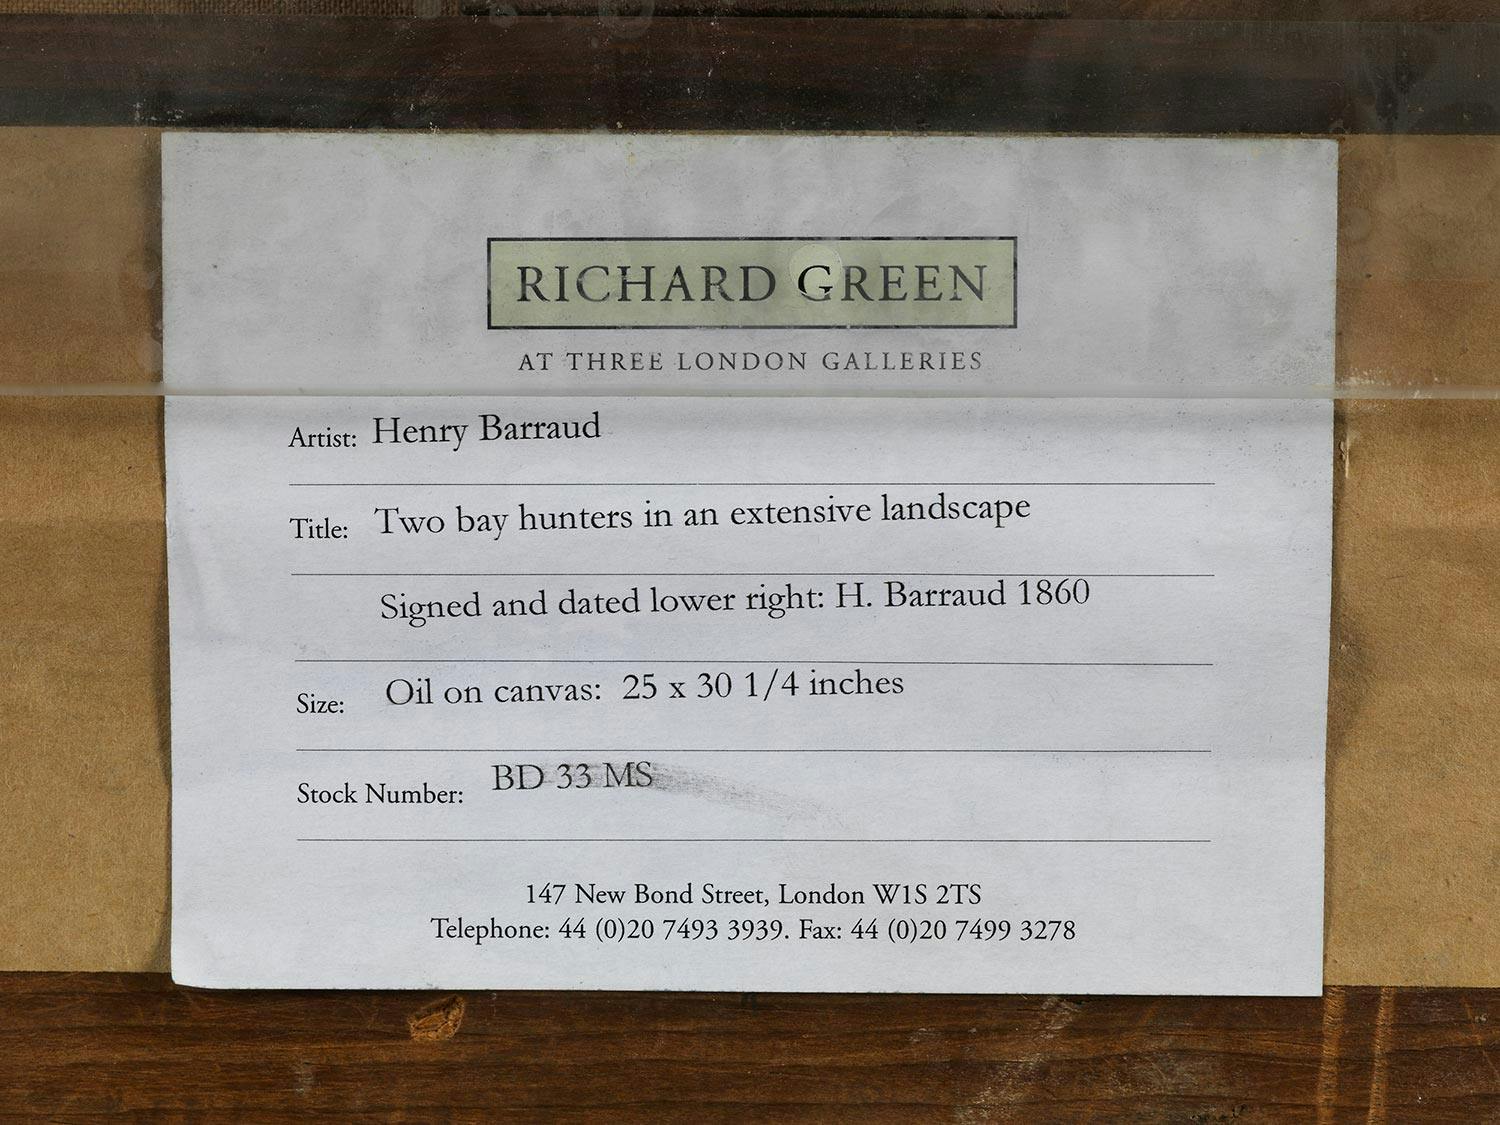 RICHARD GREEN
AT THREE LONDON GALLERIES
Artist: Henry Barraud
Title: Two bay hunters in an extensive landscape
Signed and dated lower right: H. Barraud 1860
Size: Oil on canvas: 25 x 30 1/4 inches
Stock Number: BD 33 MS
147 New Bond Street, London W1S 2TS
Telephone: 44 (0)20 7493 3939. Fax: 44 (0)20 7499 3278